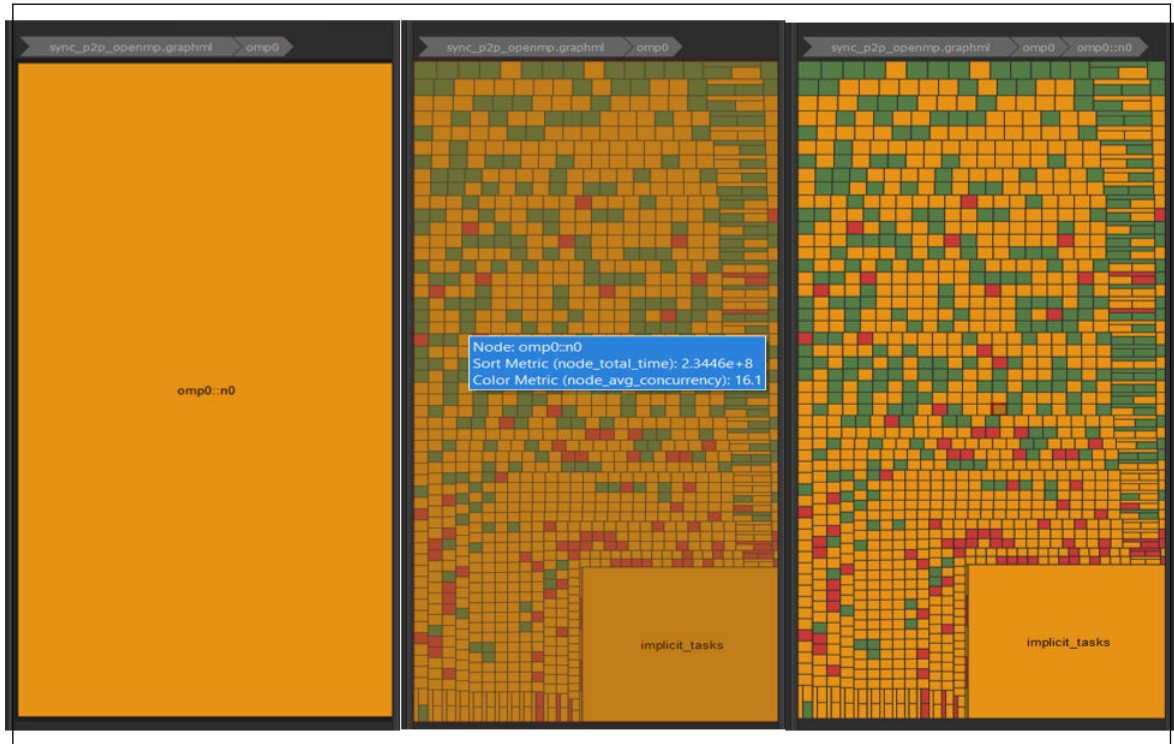 sync_p2p_openmp.graphml omp0
omp0::n0
sync_p2p_openmp.graphml omp0
Node: omp0::n0
Sort Metric (node_total_time): 2.3446e+8
Color Metric (node_avg_concurrency): 16.1
implicit_tasks
sync_p2p_openmp.graphml omp0 omp0::n0
implicit_tasks